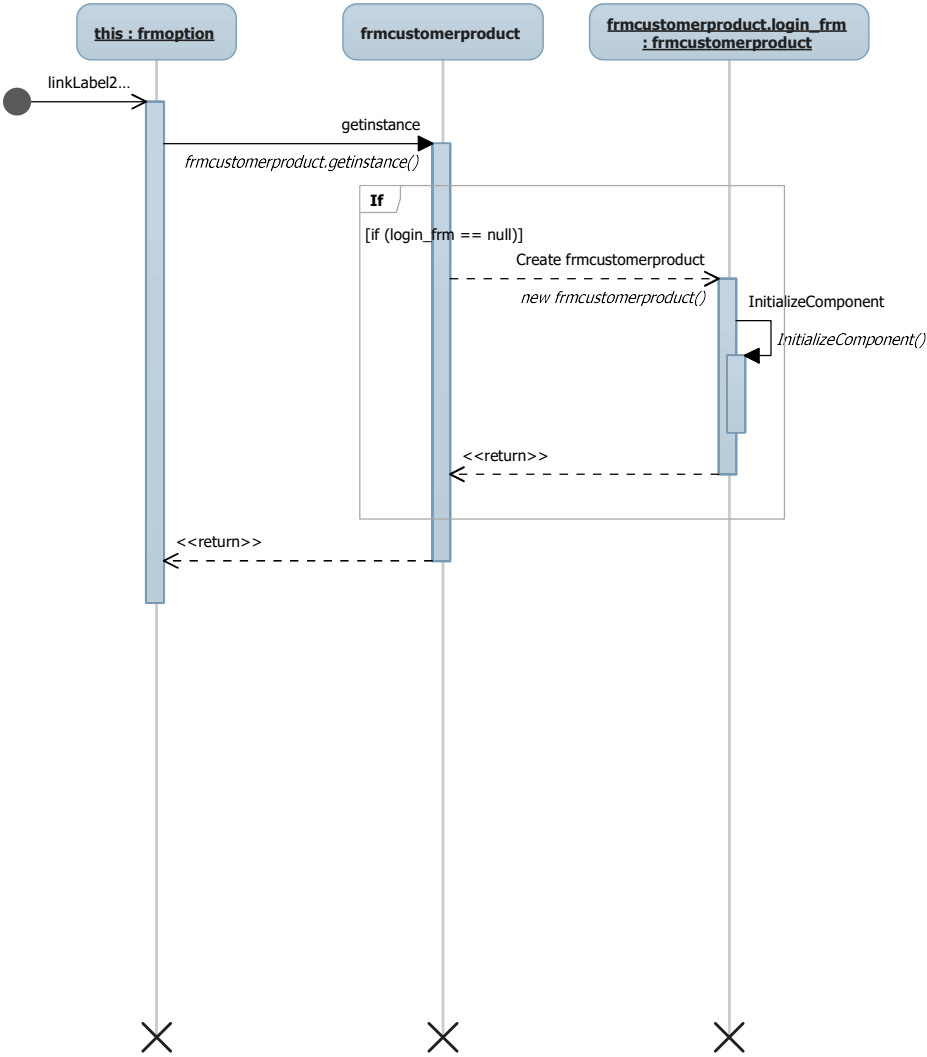 this : frmoption
frmcustomerproduct
frmcustomerproduct.login_frm
: frmcustomerproduct
linkLabel2...
getinstance
frmcustomerproduct.getinstance()
If
[if (login_frm == null)]
Create frmcustomerproduct
new frmcustomerproduct()
InitializeComponent
InitializeComponent()
<<return>>
<<return>>